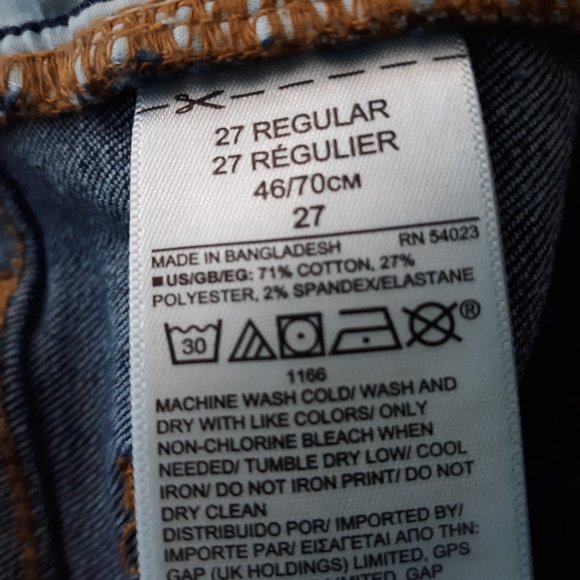 27 REGULAR
27 RÉGULIER
46/70CM
27
MADE IN BANGLADESH RN 54023
■US/GB/EG: 71% COTTON, 27%
POLYESTER, 2% SPANDEX/ELASTANE
30 ®
1166
MACHINE WASH COLD/ WASH AND
DRY WITH LIKE COLORS/ ONLY
NON-CHLORINE BLEACH WHEN
NEEDED/ TUMBLE DRY LOW/ COOL
IRON/ DO NOT IRON PRINT/ DO NOT
DRY CLEAN
DISTRIBUIDO POR/ IMPORTED BY/
IMPORTE PAR/ ΕΙΣΑΓΕΤΑΙ ΑΠΟ ΤΗΝ:
GAP (UK HOLDINGS) LIMITED, GPS
LIMITED, GAP